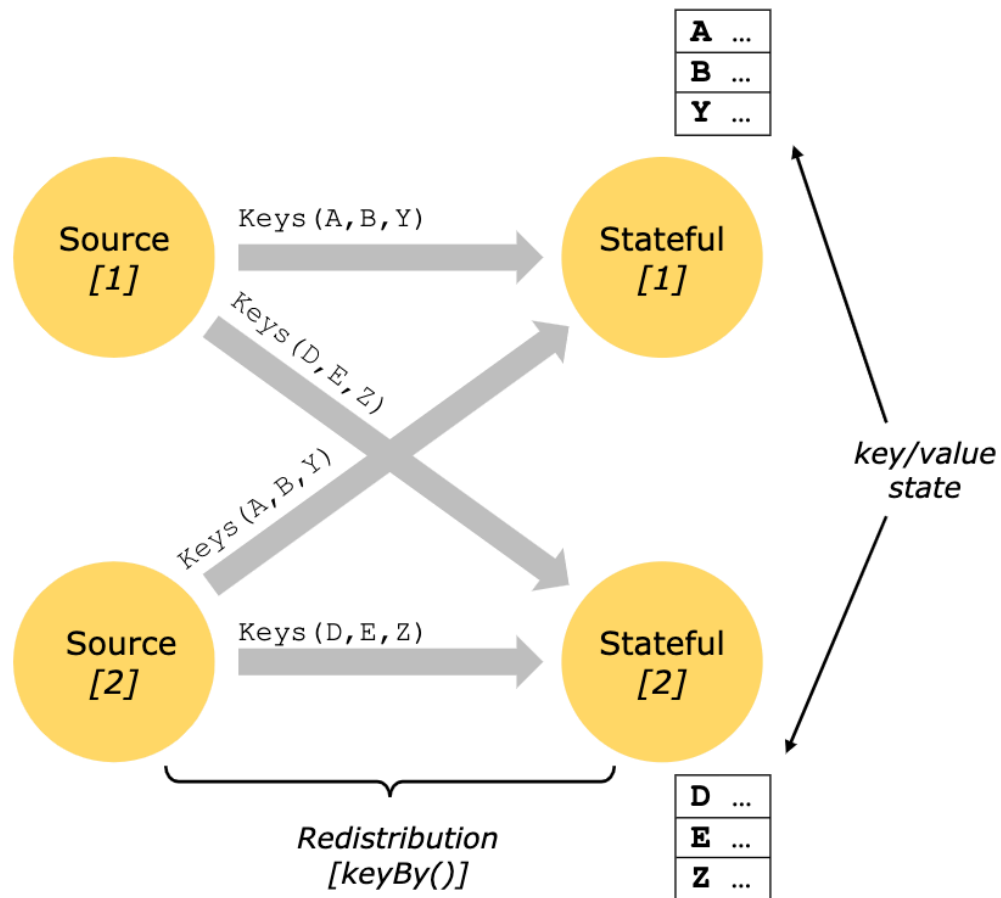 A ...
B ...
Y ...
Source
[1]
Keys(A,B,Y)
Stateful
[1]
Keys(D,E,Z)
key/value
state
Keys(A,B,Y)
Source
[2]
Keys(D,E,Z)
Stateful
[2]
D ...
E ...
Z ...
Redistribution
[keyBy()]